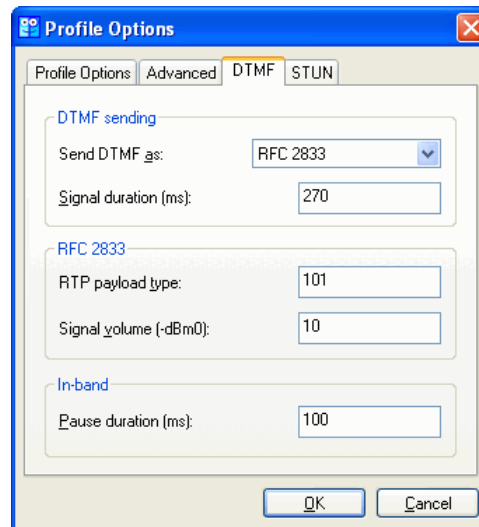 Profile Options
Profile Options Advanced DTMF STUN
DTMF sending
Send DTMF as: RFC 2833
Signal duration (ms): 270
RFC 2833
RTP payload type: 101
Signal volume (-dBm0): 10
In-band
Pause duration (ms): 100
OK Cancel